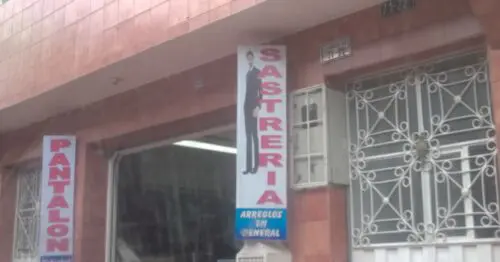 PANTALON
SASTRERIA
ARREGLOS
EN
GENERAL